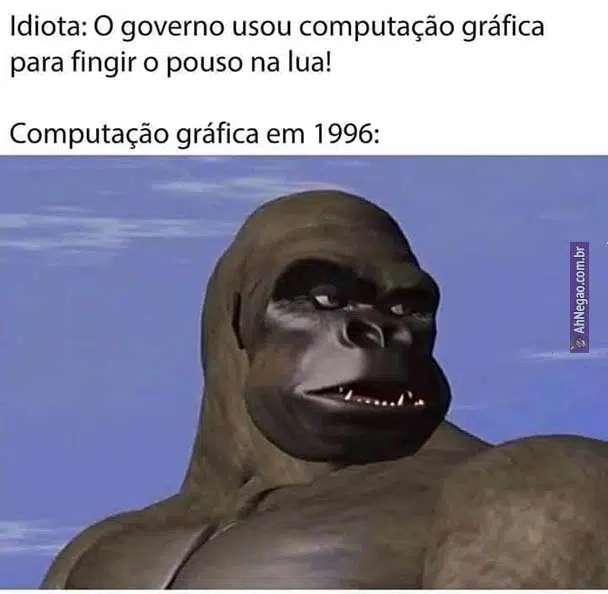 Idiota: O governo usou computação gráfica
para fingir o pouso na lua!
Computação gráfica em 1996:
AhNegao.com.br